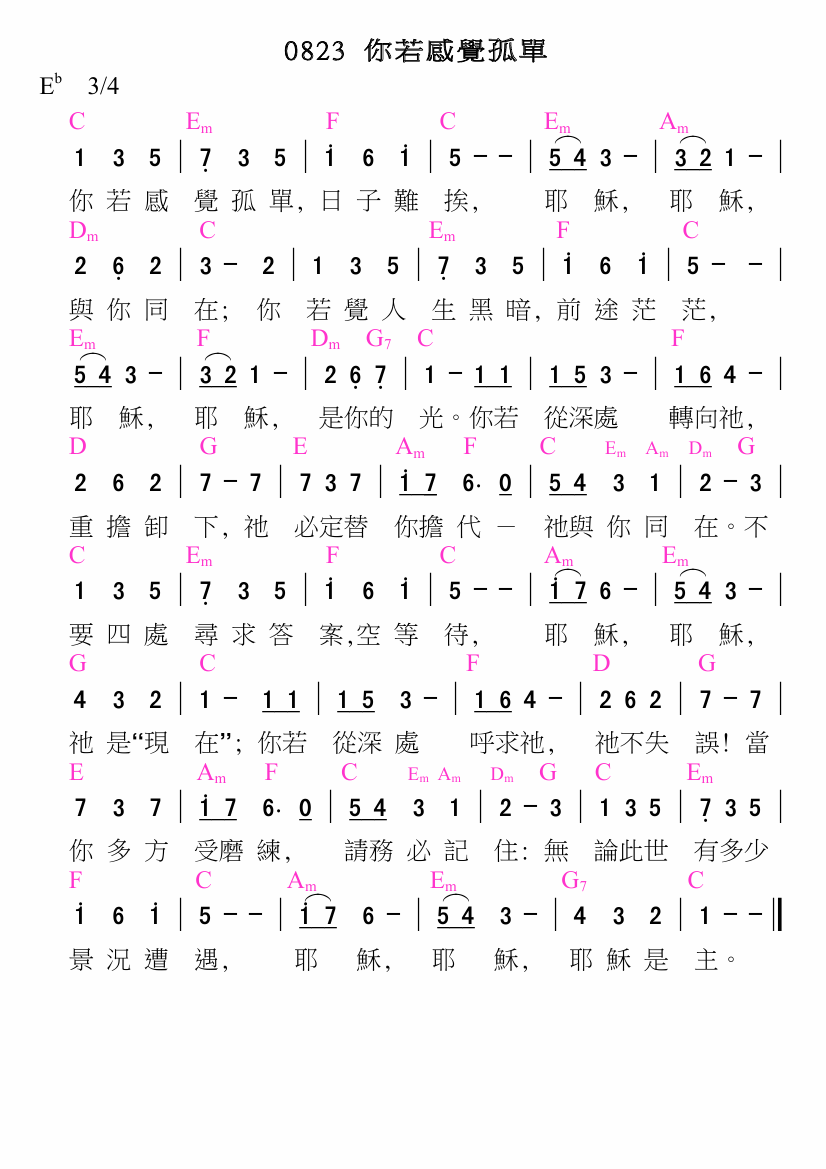 0823 你若感覺孤單
E♭ 3/4
C Em F C Em Am
1 3 5 | 7̣ 3 5 | i 6 i | 5 - - | 5 4 3 - | 3 2 1 - |
你 若 感 覺 孤 單, 日 子 難 挨, 耶 穌, 耶 穌,
Dm C Em F C
2 6̣ 2 | 3 - 2 | 1 3 5 | 7̣ 3 5 | i 6 i | 5 - - |
與 你 同 在; 你 若 覺 人 生 黑 暗, 前 途 茫 茫,
Em F Dm G7 C F
5 4 3 - | 3 2 1 - | 2 6̣ 7̣ | 1 - 1 1 | 1 5 3 - | 1 6 4 - |
耶 穌, 耶 穌, 是你的 光。你若 從深處 轉向祂,
D G E Am F C Em Am Dm G
2 6 2 | 7 - 7 | 7 3 7 | i 7 6. 0 | 5 4 3 1 | 2 - 3 |
重 擔 卸 下, 祂 必定替 你擔 代 － 祂與 你 同 在。不
C Em F C Am Em
1 3 5 | 7̣ 3 5 | i 6 i | 5 - - | i 7 6 - | 5 4 3 - |
要 四 處 尋 求 答 案,空 等 待, 耶 穌, 耶 穌,
G C F D G
4 3 2 | 1 - 1 1 | 1 5 3 - | 1 6 4 - | 2 6 2 | 7 - 7 |
祂 是“現 在”; 你若 從深 處 呼求祂, 祂不失 誤! 當
E Am F C Em Am Dm G C Em
7 3 7 | i 7 6. 0 | 5 4 3 1 | 2 - 3 | 1 3 5 | 7̣ 3 5
你 多 方 受磨 練, 請務 必 記 住: 無 論此世 有多少
F C Am Em G7 C
i 6 i | 5 - - | i 7 6 - | 5 4 3 - | 4 3 2 | 1 - - ‖
景 況 遭 遇, 耶 穌, 耶 穌, 耶 穌 是 主。